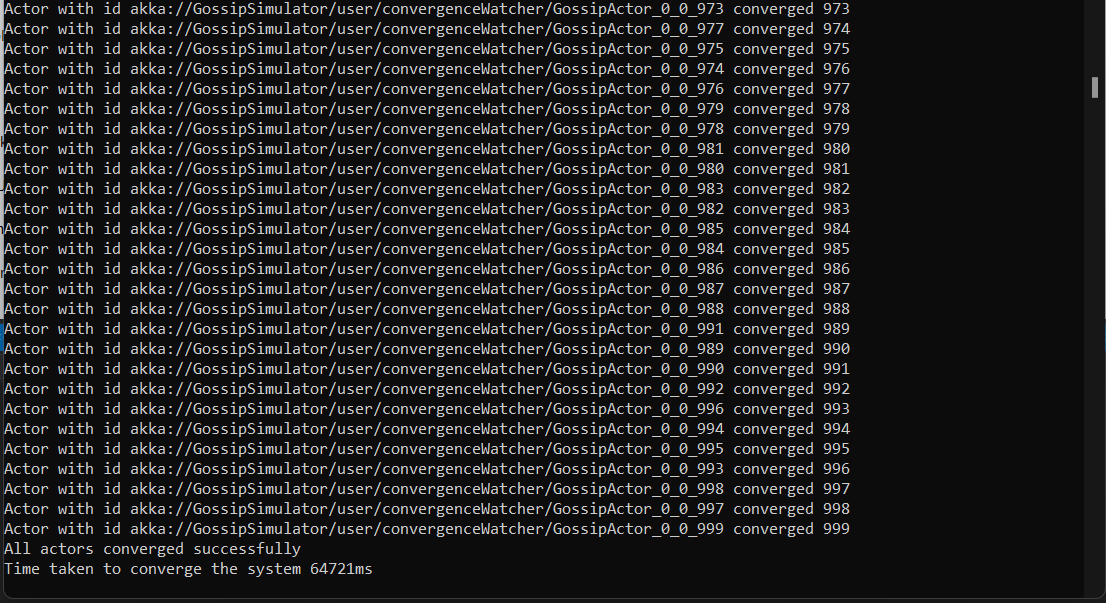 Actor with id akka://GossipSimulator/user/convergenceWatcher/GossipActor_0_0_973 converged 973
Actor with id akka://GossipSimulator/user/convergenceWatcher/GossipActor_0_0_977 converged 974
Actor with id akka://GossipSimulator/user/convergenceWatcher/GossipActor_0_0_975 converged 975
Actor with id akka://GossipSimulator/user/convergenceWatcher/GossipActor_0_0_974 converged 976
Actor with id akka://GossipSimulator/user/convergenceWatcher/GossipActor_0_0_976 converged 977
Actor with id akka://GossipSimulator/user/convergenceWatcher/GossipActor_0_0_979 converged 978
Actor with id akka://GossipSimulator/user/convergenceWatcher/GossipActor_0_0_978 converged 979
Actor with id akka://GossipSimulator/user/convergenceWatcher/GossipActor_0_0_981 converged 980
Actor with id akka://GossipSimulator/user/convergenceWatcher/GossipActor_0_0_980 converged 981
Actor with id akka://GossipSimulator/user/convergenceWatcher/GossipActor_0_0_983 converged 982
Actor with id akka://GossipSimulator/user/convergenceWatcher/GossipActor_0_0_982 converged 983
Actor with id akka://GossipSimulator/user/convergenceWatcher/GossipActor_0_0_985 converged 984
Actor with id akka://GossipSimulator/user/convergenceWatcher/GossipActor_0_0_984 converged 985
Actor with id akka://GossipSimulator/user/convergenceWatcher/GossipActor_0_0_986 converged 986
Actor with id akka://GossipSimulator/user/convergenceWatcher/GossipActor_0_0_987 converged 987
Actor with id akka://GossipSimulator/user/convergenceWatcher/GossipActor_0_0_988 converged 988
Actor with id akka://GossipSimulator/user/convergenceWatcher/GossipActor_0_0_991 converged 989
Actor with id akka://GossipSimulator/user/convergenceWatcher/GossipActor_0_0_989 converged 990
Actor with id akka://GossipSimulator/user/convergenceWatcher/GossipActor_0_0_990 converged 991
Actor with id akka://GossipSimulator/user/convergenceWatcher/GossipActor_0_0_992 converged 992
Actor with id akka://GossipSimulator/user/convergenceWatcher/GossipActor_0_0_996 converged 993
Actor with id akka://GossipSimulator/user/convergenceWatcher/GossipActor_0_0_994 converged 994
Actor with id akka://GossipSimulator/user/convergenceWatcher/GossipActor_0_0_995 converged 995
Actor with id akka://GossipSimulator/user/convergenceWatcher/GossipActor_0_0_993 converged 996
Actor with id akka://GossipSimulator/user/convergenceWatcher/GossipActor_0_0_998 converged 997
Actor with id akka://GossipSimulator/user/convergenceWatcher/GossipActor_0_0_997 converged 998
Actor with id akka://GossipSimulator/user/convergenceWatcher/GossipActor_0_0_999 converged 999
All actors converged successfully
Time taken to converge the system 64721ms